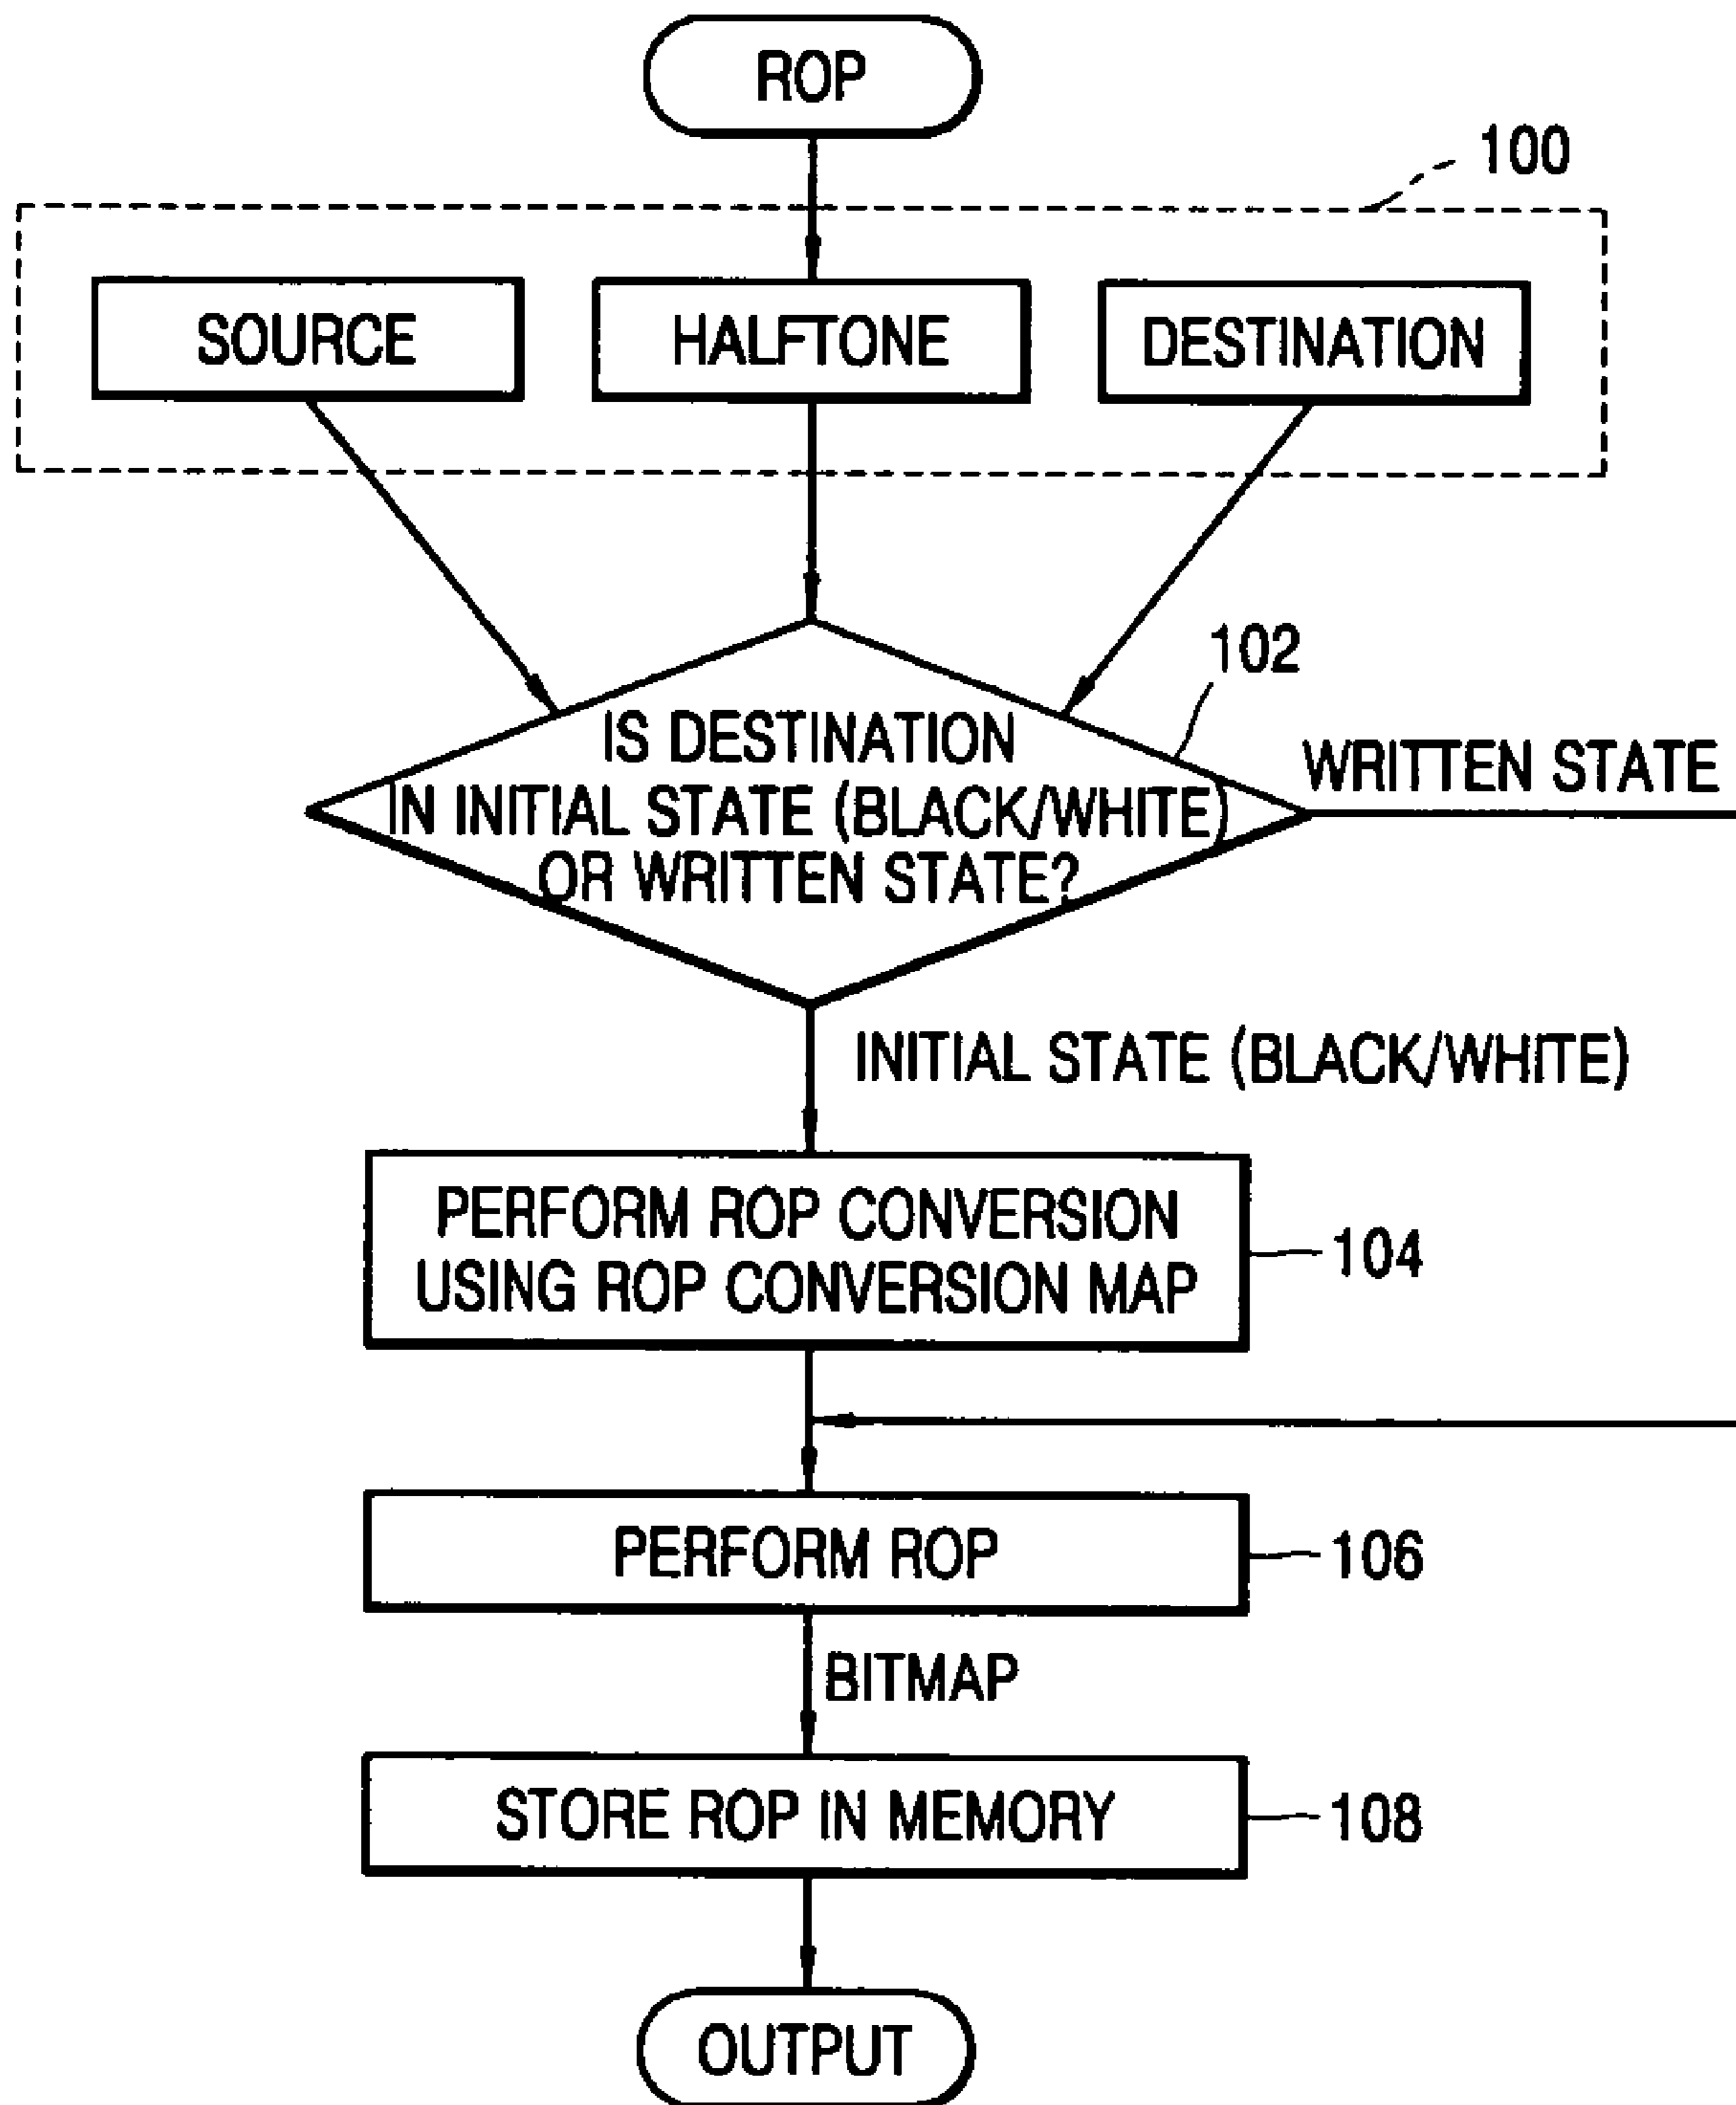 ROP
100
SOURCE
HALFTONE
DESTINATION
102
IS DESTINATION
IN INITIAL STATE (BLACK/WHITE)
OR WRITTEN STATE?
WRITTEN STATE
INITIAL STATE (BLACK/WHITE)
PERFORM ROP CONVERSION
USING ROP CONVERSION MAP
104
PERFORM ROP
106
BITMAP
STORE ROP IN MEMORY
108
OUTPUT